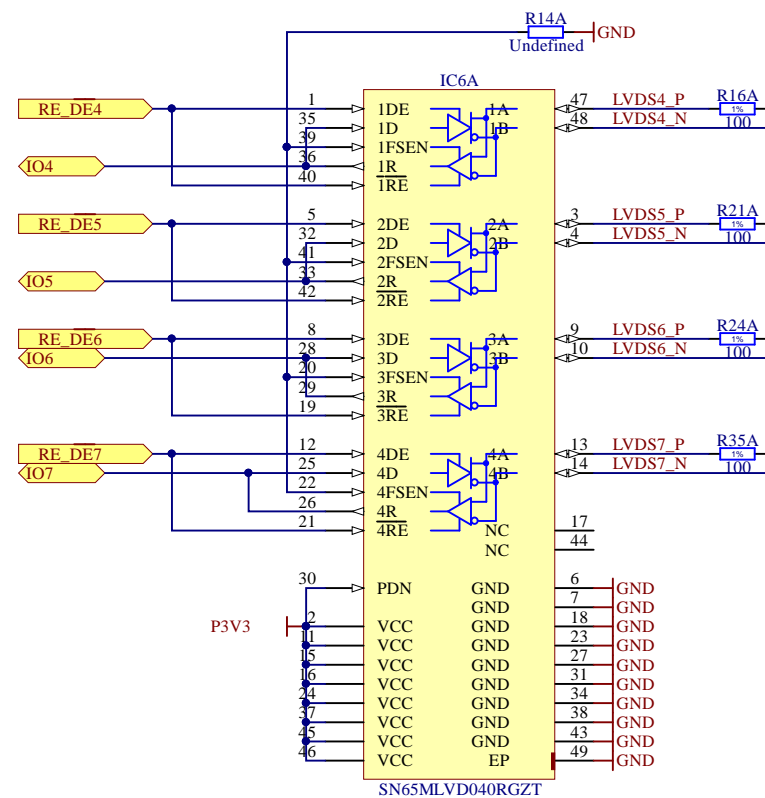 R14A
GND
Undefined
IC6A
RE_DE4 1 1DE 1A 47 LVDS4_P R16A
1%
35 1D 1B 48 LVDS4_N 100
39 1FSEN
IO4 36 1R
40 1RE
RE_DE5 5 2DE 2A 3 LVDS5_P R21A
1%
32 2D 2B 4 LVDS5_N 100
41 2FSEN
IO5 33 2R
42 2RE
RE_DE6 8 3DE 3A 9 LVDS6_P R24A
1%
IO6 28 3D 3B 10 LVDS6_N 100
20 3FSEN
29 3R
19 3RE
RE_DE7 12 4DE 4A 13 LVDS7_P R35A
1%
IO7 25 4D 4B 14 LVDS7_N 100
22 4FSEN
26 4R
21 4RE NC 17
NC 44
30 PDN GND 6 GND
GND 7 GND
P3V3 2 VCC GND 18 GND
11 VCC GND 23 GND
15 VCC GND 27 GND
16 VCC GND 31 GND
24 VCC GND 34 GND
37 VCC GND 38 GND
45 VCC GND 43 GND
46 VCC EP 49 GND
SN65MLVD040RGZT